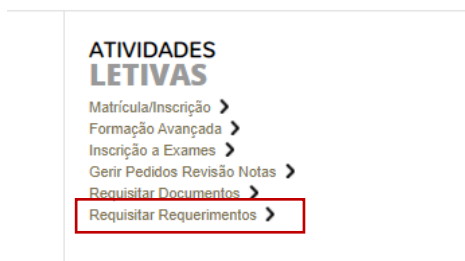 ATIVIDADES
LETIVAS
Matrícula/Inscrição
Formação Avançada
Inscrição a Exames
Gerir Pedidos Revisão Notas
Requisitar Documentos
Requisitar Requerimentos